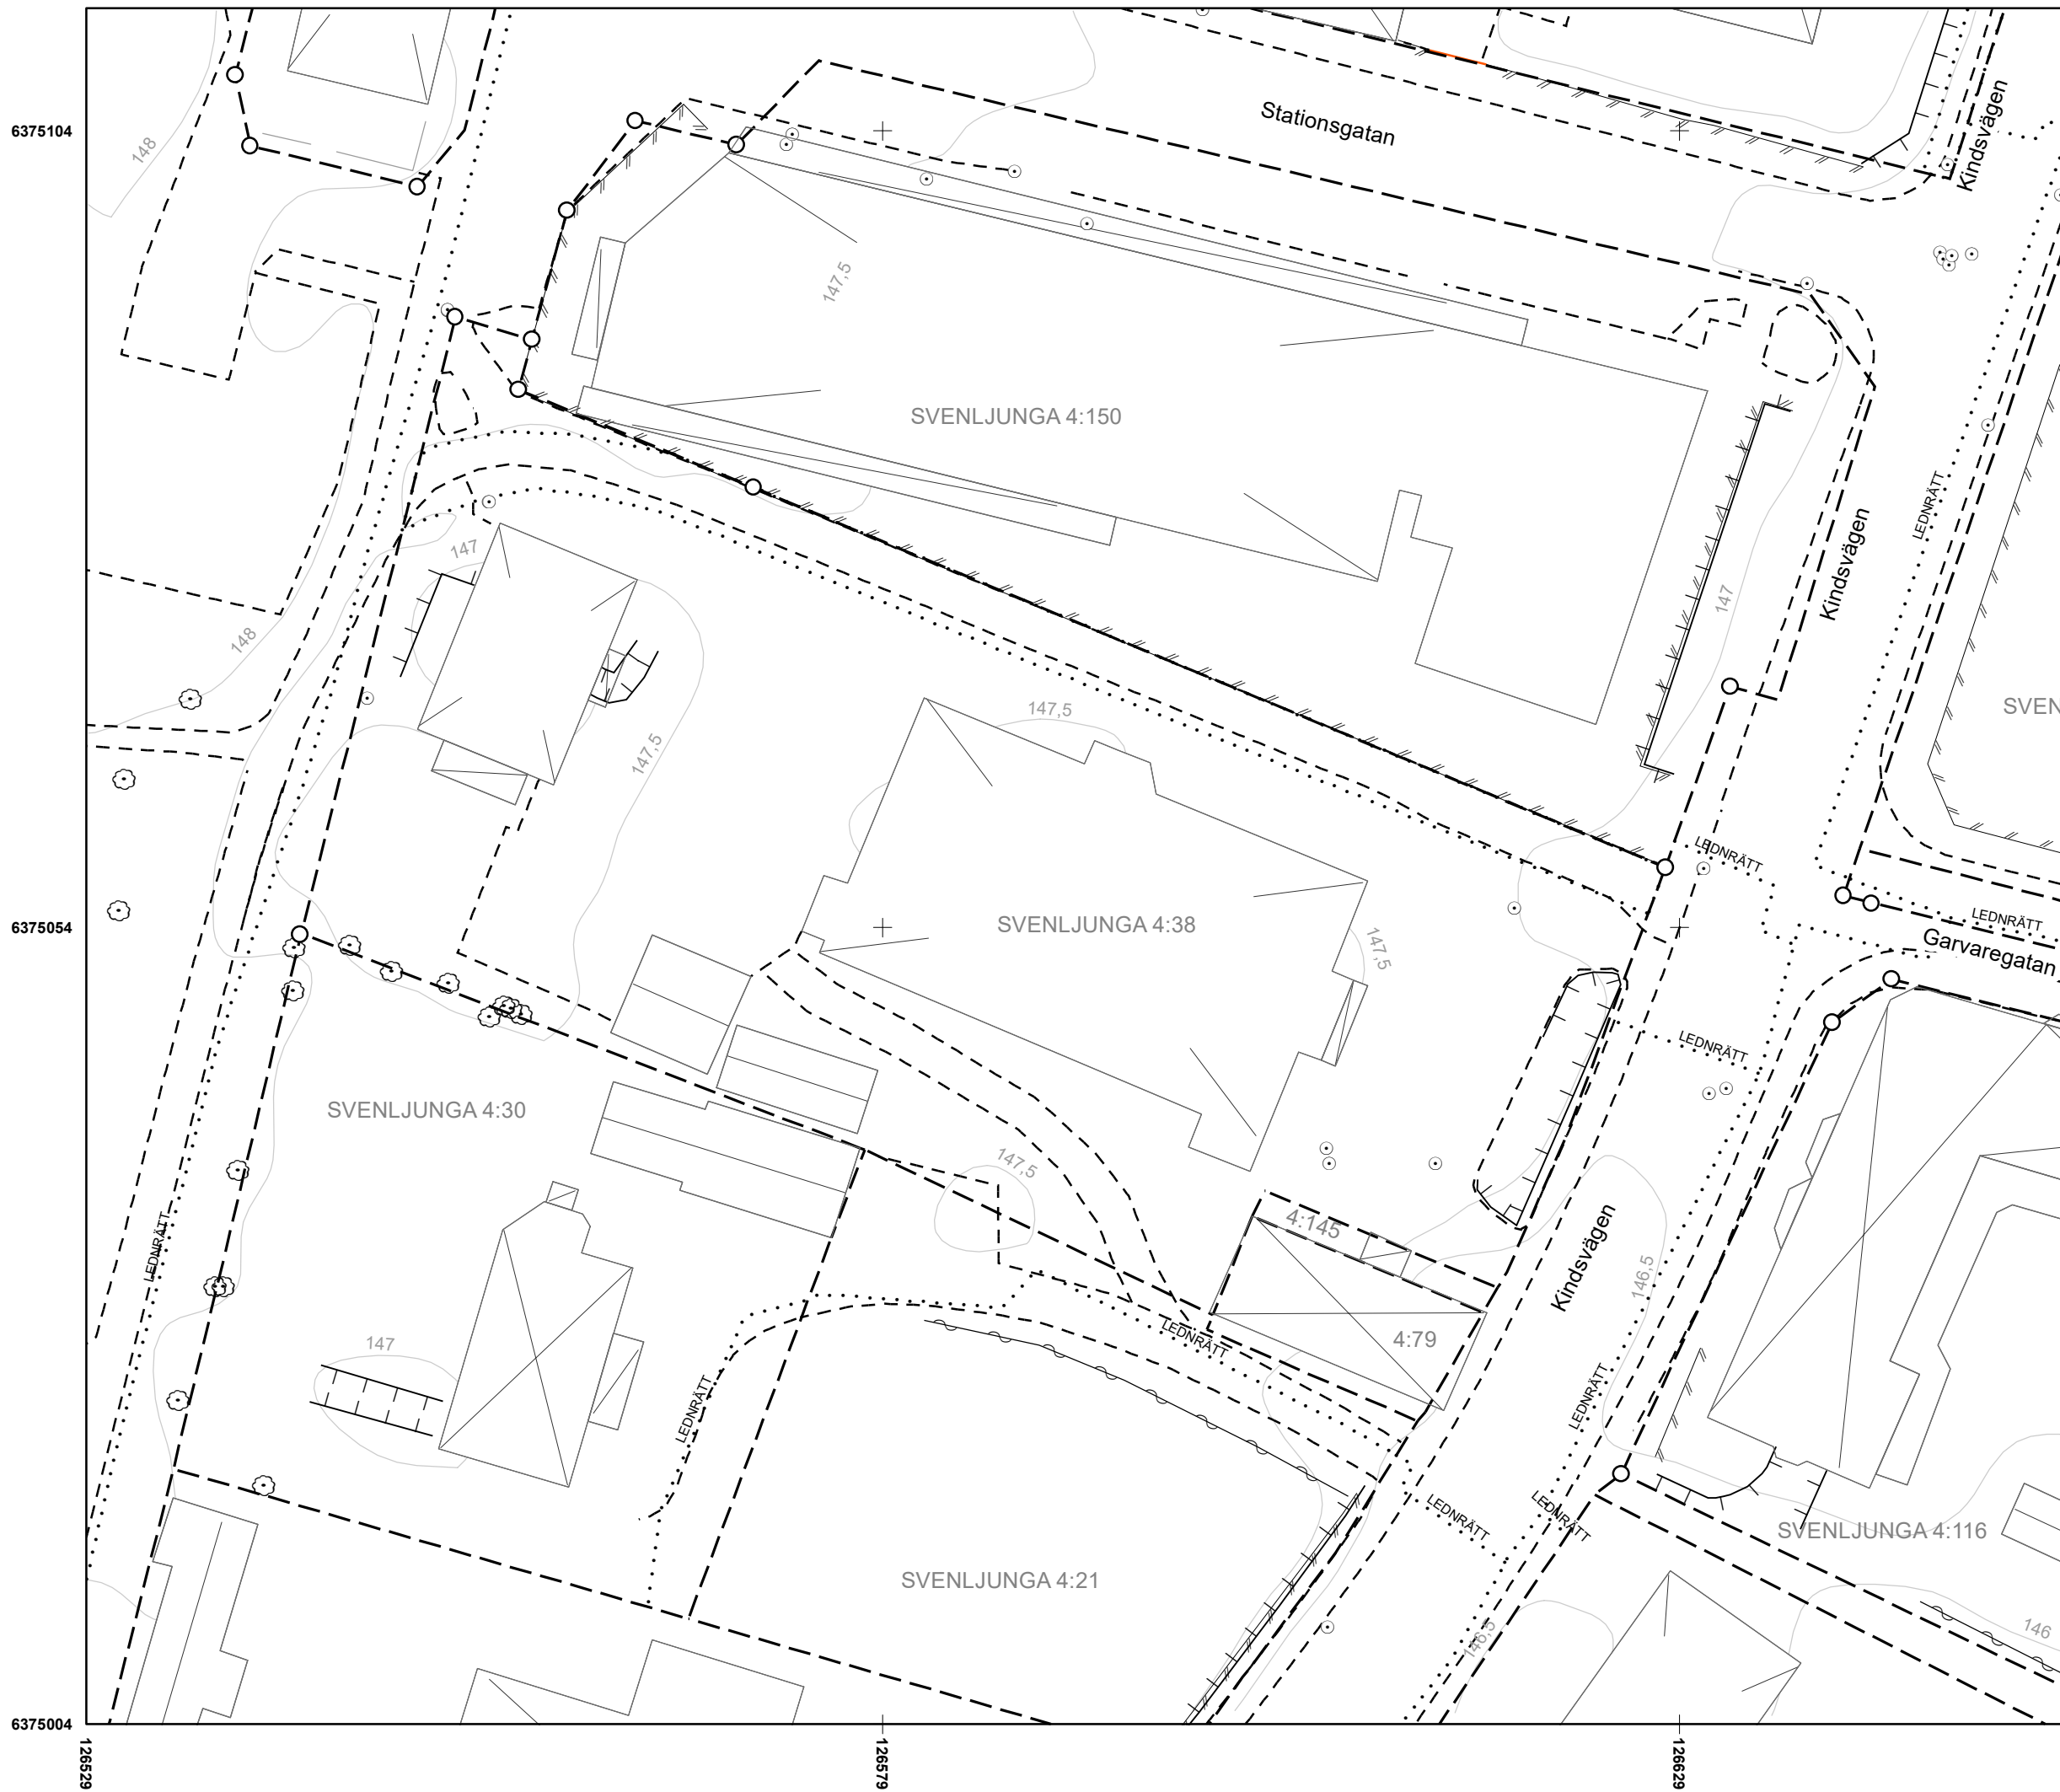 6375104
148
Stationsgatan
Kindsvägen
147,5
SVENLJUNGA 4:150
LEDNRÄTT
Kindsvägen
147
147
148
SVEN
147,5
147,5
LEDNRÄTT
6375054
SVENLJUNGA 4:38
147,5
LEDNRÄTT
Garvaregatan
LEDNRÄTT
SVENLJUNGA 4:30
147,5
4:145
LEDNRÄTT
Kindsvägen
146,5
147
LEDNRÄTT
4:79
LEDNRÄTT
LEDNRÄTT
LEDNRÄTT
LEDNRÄTT
SVENLJUNGA 4:116
SVENLJUNGA 4:21
146,5
146
6375004
126529
126579
126629